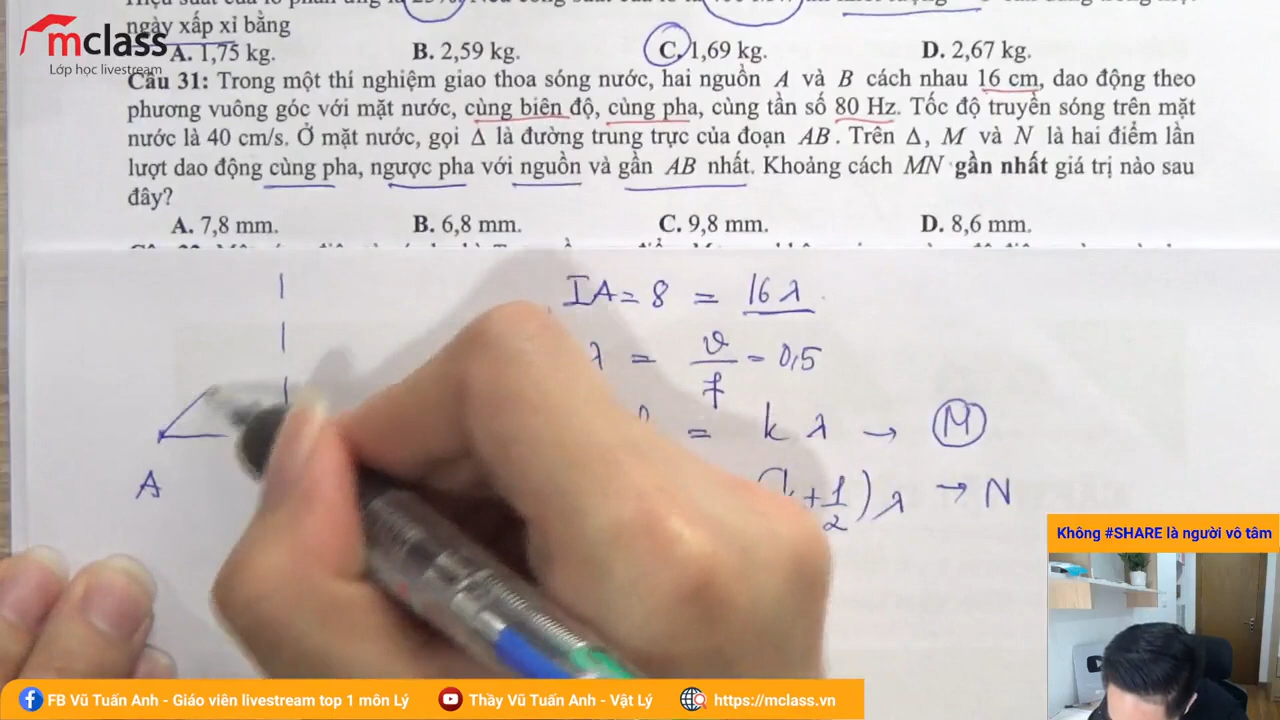 ngày xấp xỉ bằng
mclass
Lớp học livestream
A. 1,75 kg. B. 2,59 kg. C. 1,69 kg. D. 2,67 kg.
Câu 31: Trong một thí nghiệm giao thoa sóng nước, hai nguồn A và B cách nhau 16 cm, dao động theo
phương vuông góc với mặt nước, cùng biên độ, cùng pha, cùng tần số 80 Hz. Tốc độ truyền sóng trên mặt
nước là 40 cm/s. Ở mặt nước, gọi Δ là đường trung trực của đoạn AB. Trên Δ, M và N là hai điểm lần
lượt dao động cùng pha, ngược pha với nguồn và gần AB nhất. Khoảng cách MN gần nhất giá trị nào sau
đây?
A. 7,8 mm. B. 6,8 mm. C. 9,8 mm. D. 8,6 mm.
IA = 8 = 16 λ
λ = v/f = 0,5
= k λ → M
+ 1/2) λ → N
A
Không #SHARE là người vô tâm
FB Vũ Tuấn Anh - Giáo viên livestream top 1 môn Lý Thầy Vũ Tuấn Anh - Vật Lý https://mclass.vn